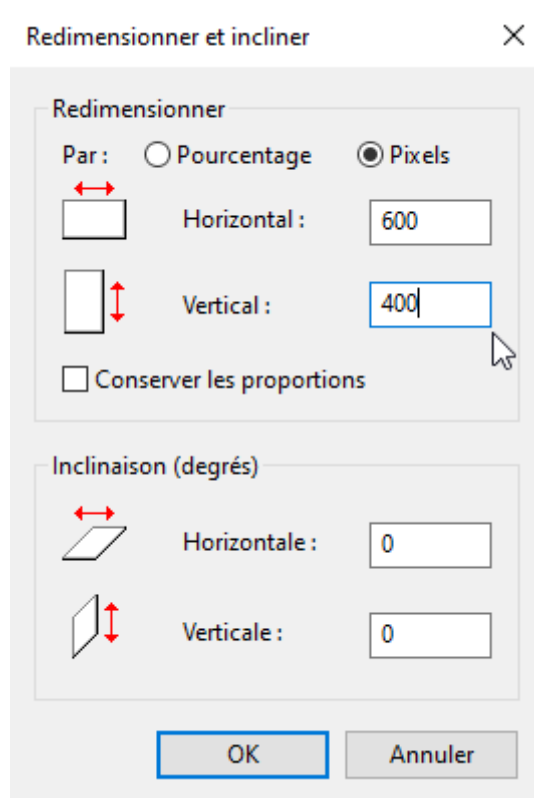 Redimensionner et incliner
Redimensionner
Par : Pourcentage Pixels
Horizontal : 600
Vertical : 400
Conserver les proportions
Inclinaison (degrés)
Horizontale : 0
Verticale : 0
OK Annuler